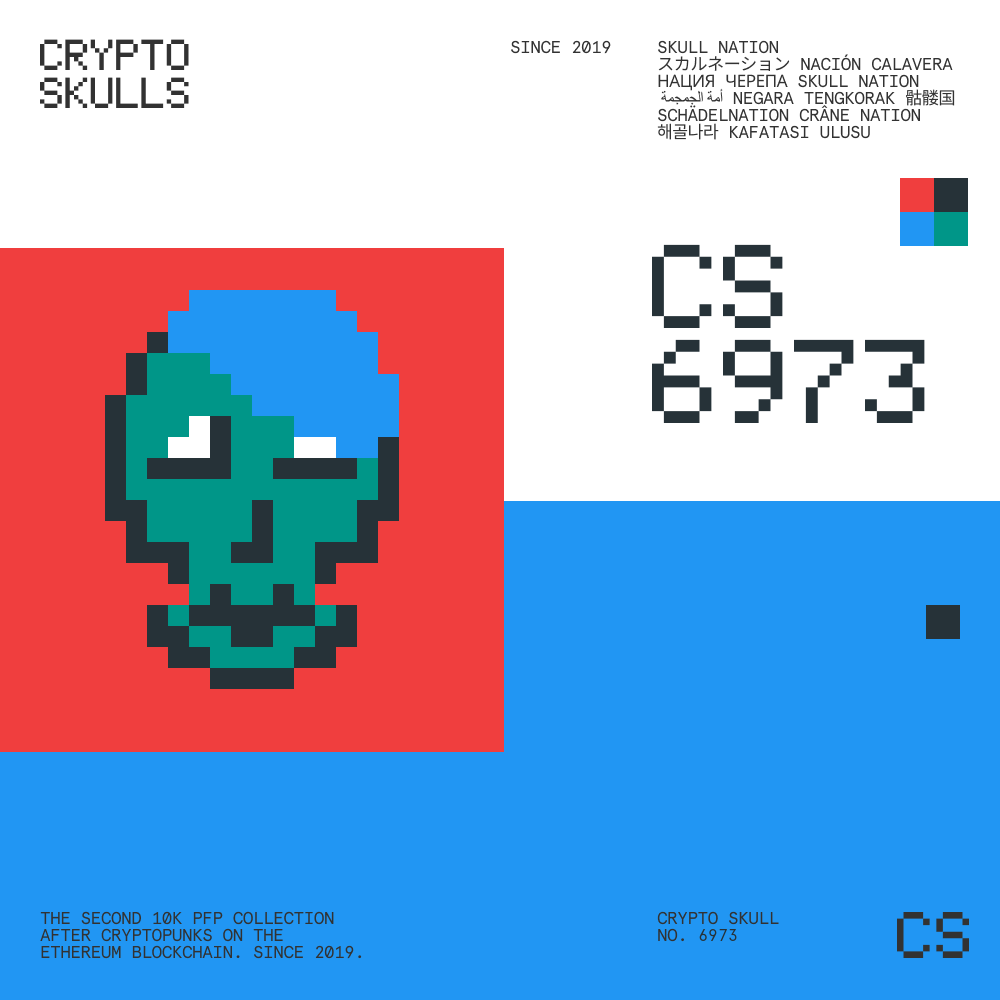 CRYPTO
SKULLS
SINCE 2019
SKULL NATION
スカルネーション NACIÓN CALAVERA
НАЦИЯ ЧЕРЕПА SKULL NATION
أمة الجمجمة NEGARA TENGKORAK 骷髅国
SCHÄDELNATION CRÂNE NATION
해골나라 KAFATASI ULUSU
CS
6973
THE SECOND 10K PFP COLLECTION
AFTER CRYPTOPUNKS ON THE
ETHEREUM BLOCKCHAIN. SINCE 2019.
CRYPTO SKULL
NO. 6973
CS